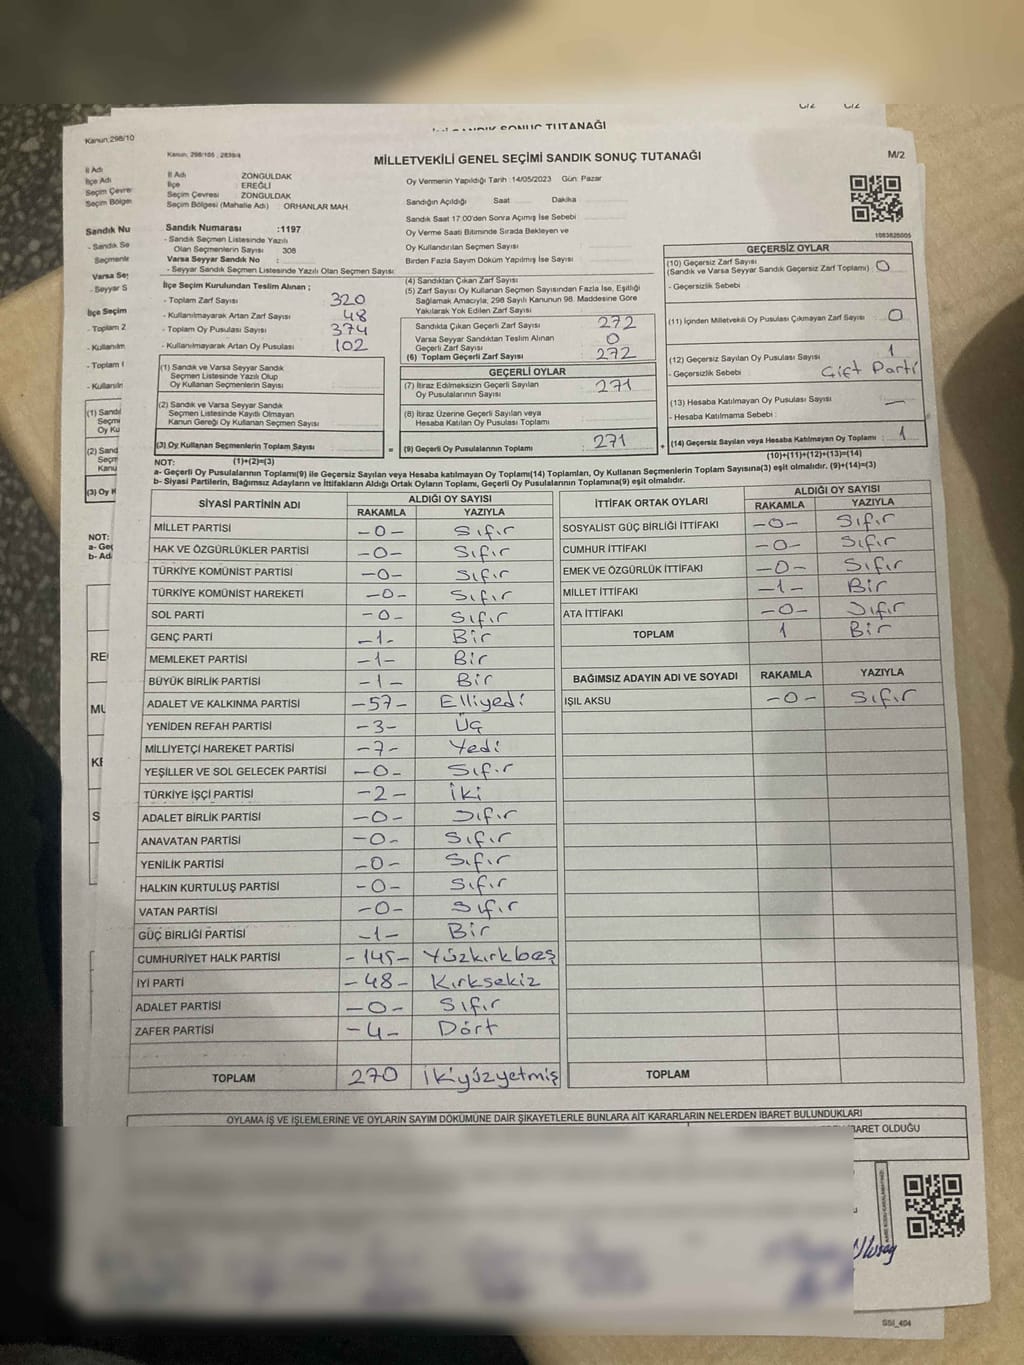 SANDIK SONUÇ TUTANAĞI
Kanun: 298/10
Kanun: 298/105 , 2839/4
MİLLETVEKİLİ GENEL SEÇİMİ SANDIK SONUÇ TUTANAĞI
M/2
İl Adı
İlçe Adı
Seçim Çevre
Seçim Bölgen
İl Adı ZONGULDAK
İlçe : EREĞLİ
Seçim Çevresi ZONGULDAK
Seçim Bölgesi (Mahalle Adı) ORHANLAR MAH.
Oy Vermenin Yapıldığı Tarih :14/05/2023 Gün: Pazar
Sandığın Açıldığı Saat Dakika
Sandık Saat 17:00'den Sonra Açımış İse Sebebi
Oy Verme Saati Bitiminde Sırada Bekleyen ve
Oy Kullandırılan Seçmen Sayısı
Birden Fazla Sayım Döküm Yapılmış İse Sayısı
Sandık Nu
Sandık Numarası :1197
- Sandık Seçmen Listesinde Yazılı
Olan Seçmenlerin Sayısı 308
Varsa Seyyar Sandık No :
- Seyyar Sandık Seçmen Listesinde Yazılı Olan Seçmen Sayısı
İlçe Seçim Kurulundan Teslim Alınan ;
- Toplam Zarf Sayısı 320
- Kullanılmayarak Artan Zarf Sayısı 48
- Toplam Oy Pusulası Sayısı 374
- Kullanılmayarak Artan Oy Pusulası 102
(1) Sandık ve Varsa Seyyar Sandık
Seçmen Listesinde Yazılı Olup
Oy Kullanan Seçmenlerin Sayısı
(2) Sandık ve Varsa Seyyar Sandık
Seçmen Listesinde Kayıtlı Olmayan
Kanun Gereği Oy Kullanan Seçmen Sayısı
(3) Oy Kullanan Seçmenlerin Toplam Sayısı
(4) Sandıktan Çıkan Zarf Sayısı
(5) Zarf Sayısı Oy Kullanan Seçmen Sayısından Fazla İse, Eşitliği
Sağlamak Amacıyla; 298 Sayılı Kanunun 98. Maddesine Göre
Yakılarak Yok Edilen Zarf Sayısı
Sandıkta Çıkan Geçerli Zarf Sayısı 272
Varsa Seyyar Sandıktan Teslim Alınan
Geçerli Zarf Sayısı 0
(6) Toplam Geçerli Zarf Sayısı 272
GEÇERLİ OYLAR
(7) İtiraz Edilmeksizin Geçerli Sayılan
Oy Pusulalarının Sayısı 271
(8) İtiraz Üzerine Geçerli Sayılan veya
Hesaba Katılan Oy Pusulası Toplamı
= (9) Geçerli Oy Pusulalarının Toplamı 271
1083828005
GEÇERSİZ OYLAR
(10) Geçersiz Zarf Sayısı
(Sandık ve Varsa Seyyar Sandık Geçersiz Zarf Toplamı) 0
- Geçersizlik Sebebi
(11) İçinden Milletvekili Oy Pusulası Çıkmayan Zarf Sayısı 0
(12) Geçersiz Sayılan Oy Pusulası Sayısı 1
- Geçersizlik Sebebi Çift Parti
(13) Hesaba Katılmayan Oy Pusulası Sayısı —
- Hesaba Katılmama Sebebi :
+ (14) Geçersiz Sayılan veya Hesaba Katılmayan Oy Toplamı 1
NOT: (1)+(2)=(3) (10)+(11)+(12)+(13)=(14)
a- Geçerli Oy Pusulalarının Toplamı(9) ile Geçersiz Sayılan veya Hesaba katılmayan Oy Toplamı(14) Toplamları, Oy Kullanan Seçmenlerin Toplam Sayısına(3) eşit olmalıdır. (9)+(14)=(3)
b- Siyasi Partilerin, Bağımsız Adayların ve İttifakların Aldığı Ortak Oyların Toplamı, Geçerli Oy Pusulalarının Toplamına(9) eşit olmalıdır.
SİYASİ PARTİNİN ADI ALDIĞI OY SAYISI
RAKAMLA YAZIYLA
MİLLET PARTİSİ -0- Sıfır
HAK VE ÖZGÜRLÜKLER PARTİSİ -0- Sıfır
TÜRKİYE KOMÜNİST PARTİSİ -0- Sıfır
TÜRKİYE KOMÜNİST HAREKETİ -0- Sıfır
SOL PARTİ -0- Sıfır
GENÇ PARTİ -1- Bir
MEMLEKET PARTİSİ -1- Bir
BÜYÜK BİRLİK PARTİSİ -1- Bir
ADALET VE KALKINMA PARTİSİ -57- Elliyedi
YENİDEN REFAH PARTİSİ -3- Üç
MİLLİYETÇİ HAREKET PARTİSİ -7- Yedi
YEŞİLLER VE SOL GELECEK PARTİSİ -0- Sıfır
TÜRKİYE İŞÇİ PARTİSİ -2- İki
ADALET BİRLİK PARTİSİ -0- Sıfır
ANAVATAN PARTİSİ -0- Sıfır
YENİLİK PARTİSİ -0- Sıfır
HALKIN KURTULUŞ PARTİSİ -0- Sıfır
VATAN PARTİSİ -0- Sıfır
GÜÇ BİRLİĞİ PARTİSİ -1- Bir
CUMHURİYET HALK PARTİSİ -145- Yüzkırkbeş
İYİ PARTİ -48- Kırksekiz
ADALET PARTİSİ -0- Sıfır
ZAFER PARTİSİ -4- Dört
TOPLAM 270 İkiyüzyetmiş
İTTİFAK ORTAK OYLARI ALDIĞI OY SAYISI
RAKAMLA YAZIYLA
SOSYALİST GÜÇ BİRLİĞİ İTTİFAKI -0- Sıfır
CUMHUR İTTİFAKI -0- Sıfır
EMEK VE ÖZGÜRLÜK İTTİFAKI -0- Sıfır
MİLLET İTTİFAKI -1- Bir
ATA İTTİFAKI -0- Sıfır
TOPLAM 1 Bir
BAĞIMSIZ ADAYIN ADI VE SOYADI RAKAMLA YAZIYLA
IŞIL AKSU -0- Sıfır
TOPLAM
OYLAMA İŞ VE İŞLEMLERİNE VE OYLARIN SAYIM DÖKÜMÜNE DAİR ŞİKAYETLERLE BUNLARA AİT KARARLARIN NELERDEN İBARET BULUNDUKLARI
BARET OLDUĞU
SSİ_404